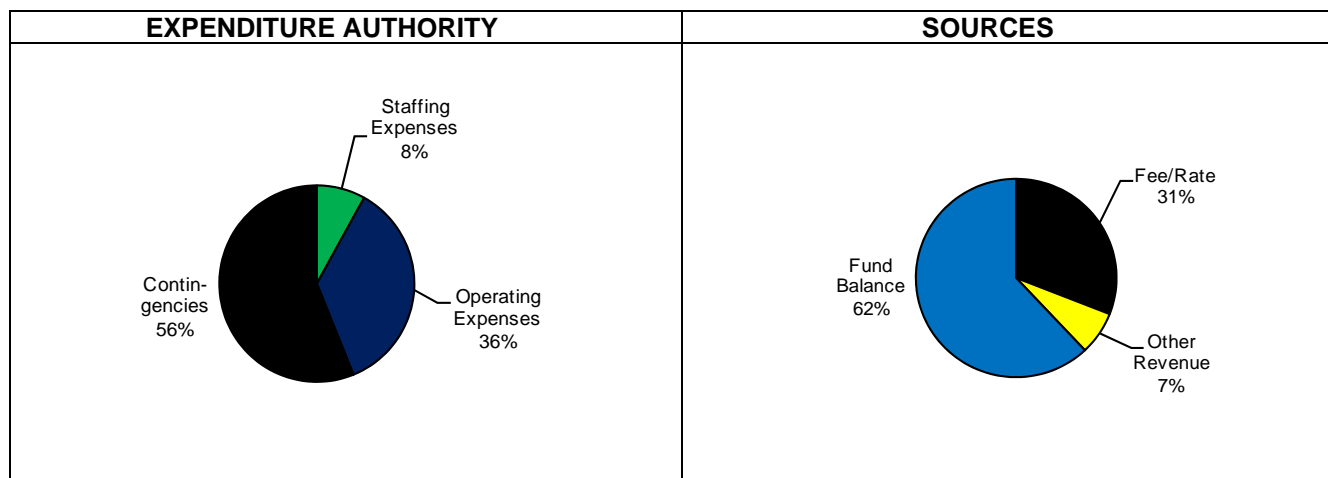 EXPENDITURE AUTHORITY
Staffing
Expenses
8%
Contin-
gencies
56%
Operating
Expenses
36%
SOURCES
Fee/Rate
31%
Fund
Balance
62%
Other
Revenue
7%